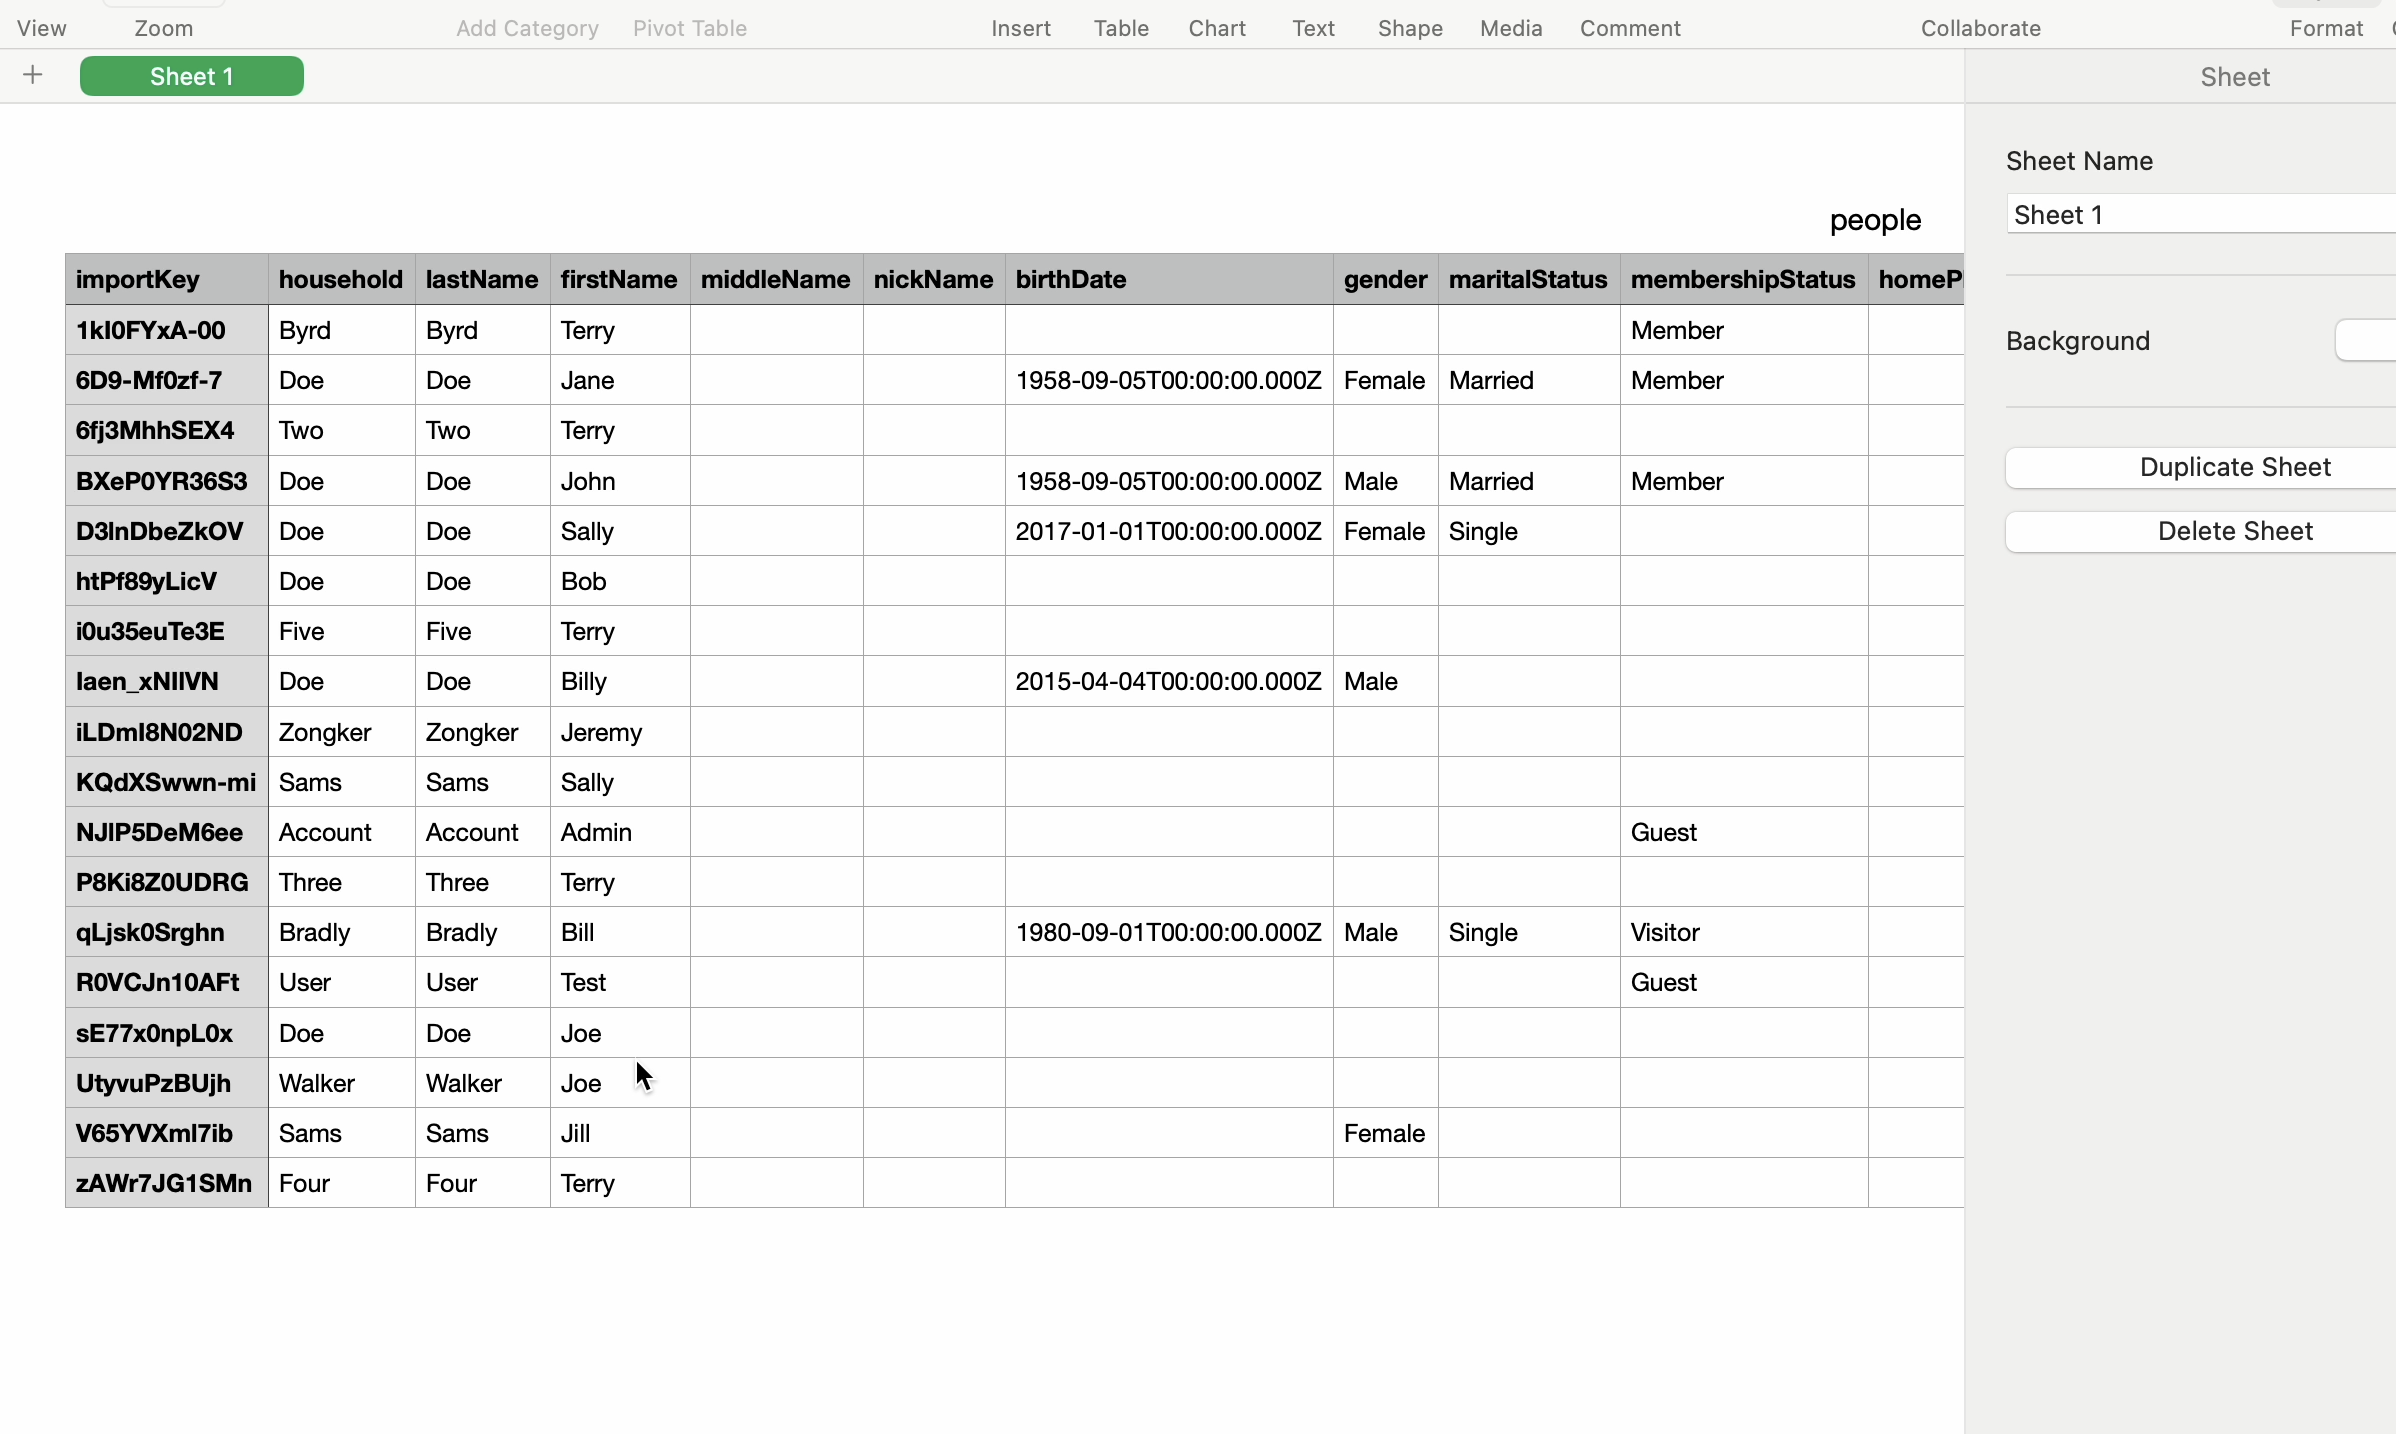 View Zoom Add Category Pivot Table Insert Table Chart Text Shape Media Comment Collaborate Format
Sheet 1 Sheet
Sheet Name
Sheet 1
Background
Duplicate Sheet
Delete Sheet
people
importKey household lastName firstName middleName nickName birthDate gender maritalStatus membershipStatus
1kI0FYxA-00 Byrd Byrd Terry Member
6D9-Mf0zf-7 Doe Doe Jane 1958-09-05T00:00:00.000Z Female Married Member
6fj3MhhSEX4 Two Two Terry
BXeP0YR36S3 Doe Doe John 1958-09-05T00:00:00.000Z Male Married Member
D3lnDbeZkOV Doe Doe Sally 2017-01-01T00:00:00.000Z Female Single
htPf89yLicV Doe Doe Bob
i0u35euTe3E Five Five Terry
Iaen_xNIIVN Doe Doe Billy 2015-04-04T00:00:00.000Z Male
iLDmI8N02ND Zongker Zongker Jeremy
KQdXSwwn-mi Sams Sams Sally
NJIP5DeM6ee Account Account Admin Guest
P8Ki8Z0UDRG Three Three Terry
qLjsk0Srghn Bradly Bradly Bill 1980-09-01T00:00:00.000Z Male Single Visitor
R0VCJn10AFt User User Test Guest
sE77x0npL0x Doe Doe Joe
UtyvuPzBUjh Walker Walker Joe
V65YVXml7ib Sams Sams Jill Female
zAWr7JG1SMn Four Four Terry